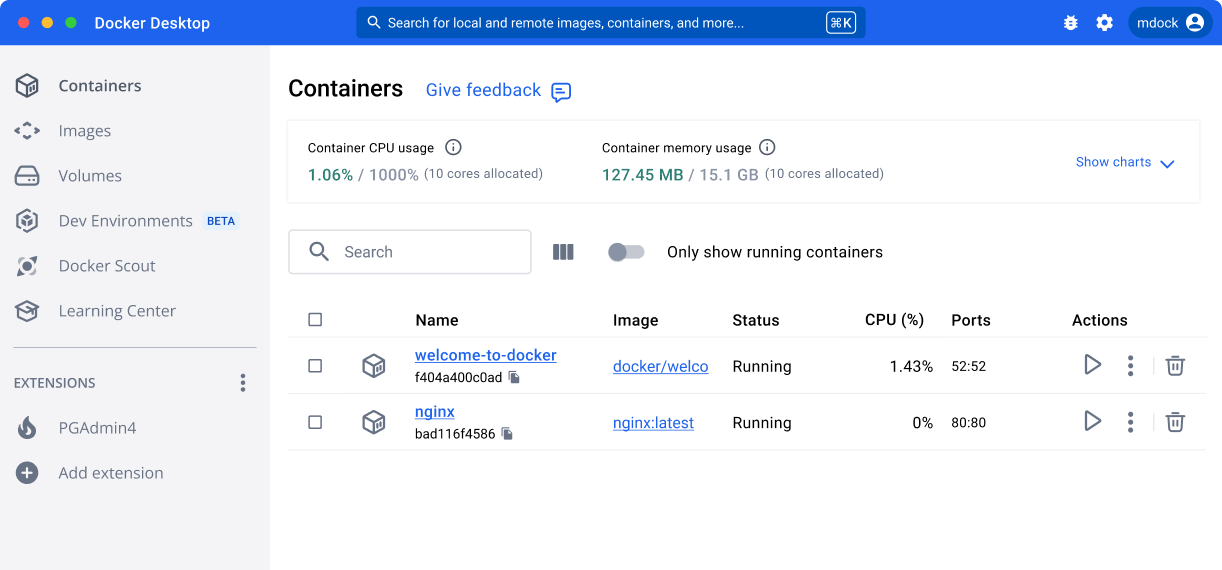 Docker Desktop
Search for local and remote images, containers, and more...
⌘K
mdock
Containers
Images
Volumes
Dev Environments BETA
Docker Scout
Learning Center
EXTENSIONS
PGAdmin4
Add extension
Containers Give feedback
Container CPU usage
1.06% / 1000% (10 cores allocated)
Container memory usage
127.45 MB / 15.1 GB (10 cores allocated)
Show charts
Search
Only show running containers
Name Image Status CPU (%) Ports Actions
welcome-to-docker docker/welco Running 1.43% 52:52
f404a400c0ad
nginx nginx:latest Running 0% 80:80
bad116f4586